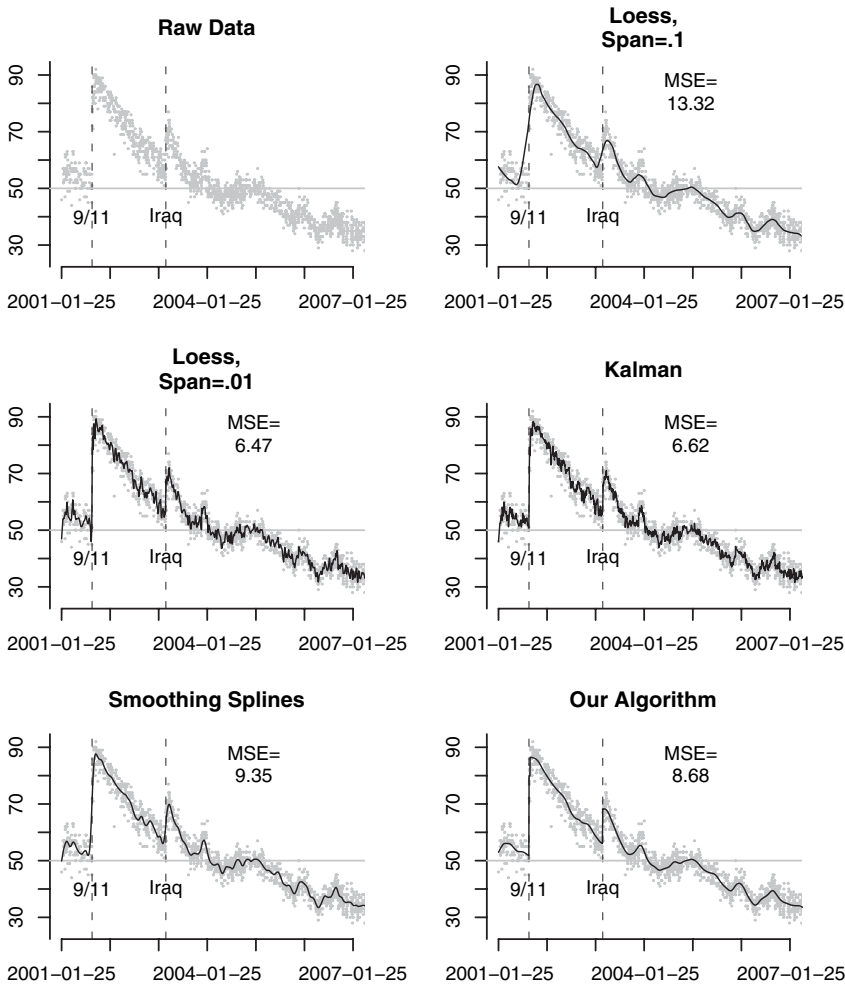 Raw Data
90
70
50
30
9/11
Iraq
2001−01−25
2004−01−25
2007−01−25
Loess,
Span=.1
MSE=
13.32
90
70
50
30
9/11
Iraq
2001−01−25
2004−01−25
2007−01−25
Loess,
Span=.01
MSE=
6.47
90
70
50
30
9/11
Iraq
2001−01−25
2004−01−25
2007−01−25
Kalman
MSE=
6.62
90
70
50
30
9/11
Iraq
2001−01−25
2004−01−25
2007−01−25
Smoothing Splines
MSE=
9.35
90
70
50
30
9/11
Iraq
2001−01−25
2004−01−25
2007−01−25
Our Algorithm
MSE=
8.68
90
70
50
30
9/11
Iraq
2001−01−25
2004−01−25
2007−01−25